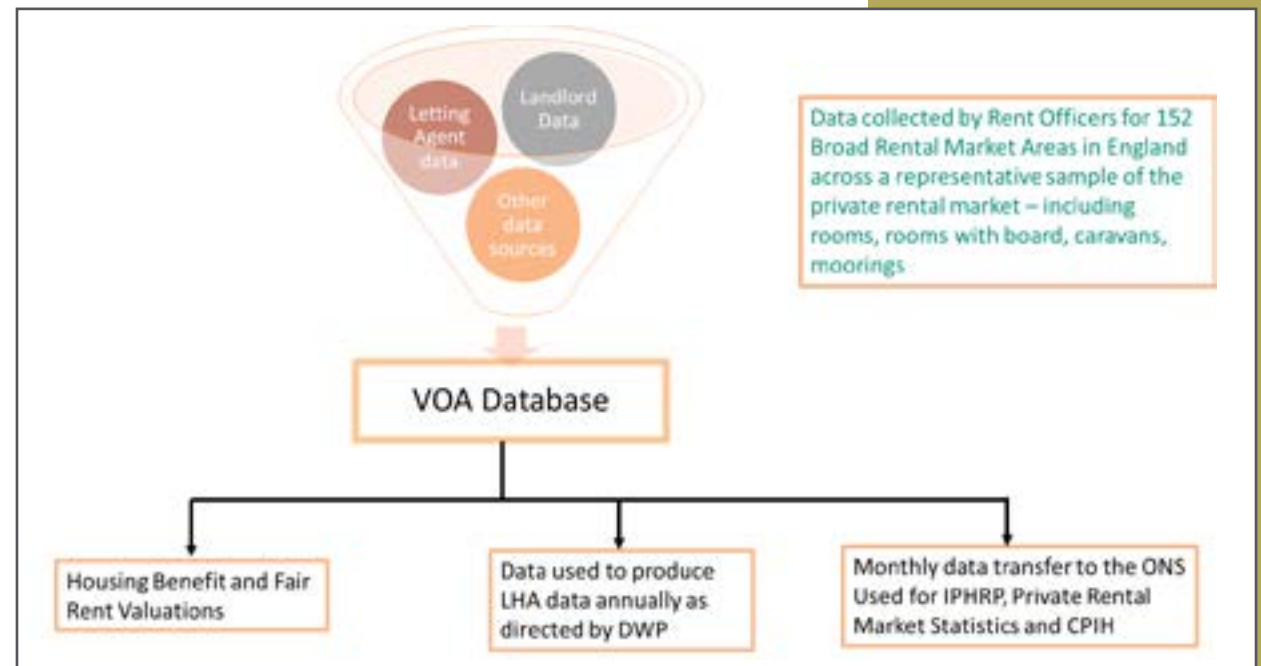 Letting
Agent
data
Landlord
Data
Other
data
sources
Data collected by Rent Officers for 152
Broad Rental Market Areas in England
across a representative sample of the
private rental market – including
rooms, rooms with board, caravans,
moorings
VOA Database
Housing Benefit and Fair
Rent Valuations
Data used to produce
LHA data annually as
directed by DWP
Monthly data transfer to the ONS
Used for IPHRP, Private Rental
Market Statistics and CPIH